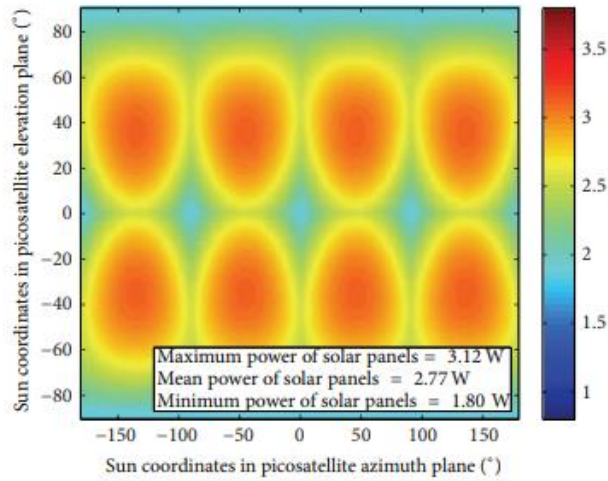 Sun coordinates in picosatellite elevation plane (°)
80
60
40
20
0
−20
−40
−60
−80
Maximum power of solar panels = 3.12 W
Mean power of solar panels = 2.77 W
Minimum power of solar panels = 1.80 W
−150 −100 −50 0 50 100 150
Sun coordinates in picosatellite azimuth plane (°)
3.5
3
2.5
2
1.5
1